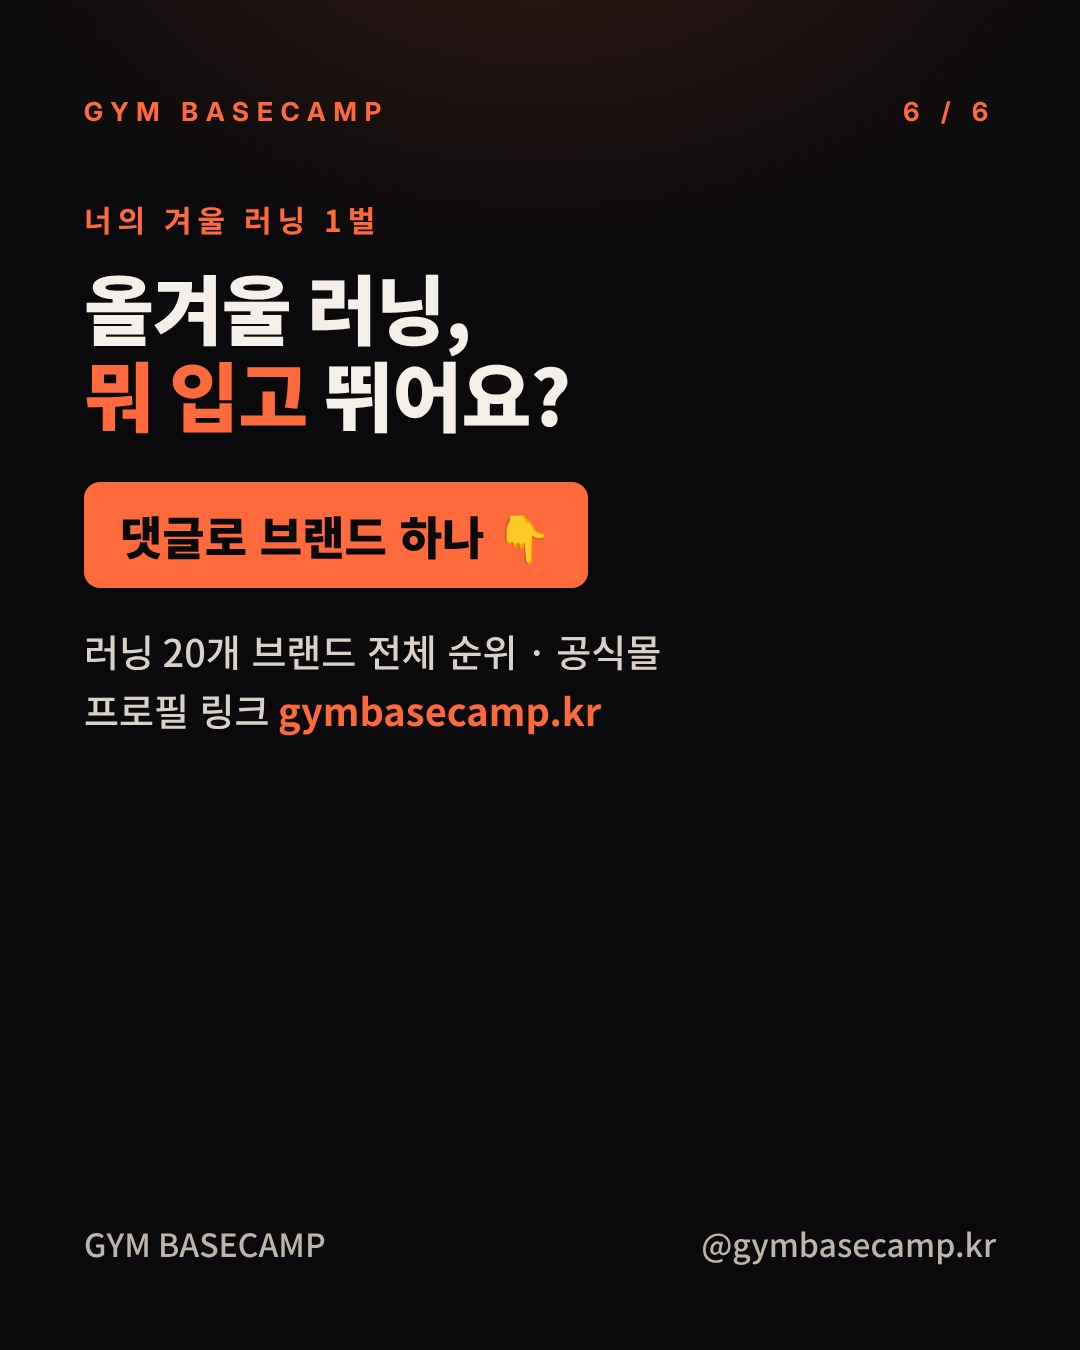 GYM BASECAMP
6 / 6
너의 겨울 러닝 1벌
올겨울 러닝,
뭐 입고 뛰어요?
댓글로 브랜드 하나 👇
러닝 20개 브랜드 전체 순위 · 공식몰
프로필 링크 gymbasecamp.kr
GYM BASECAMP
@gymbasecamp.kr